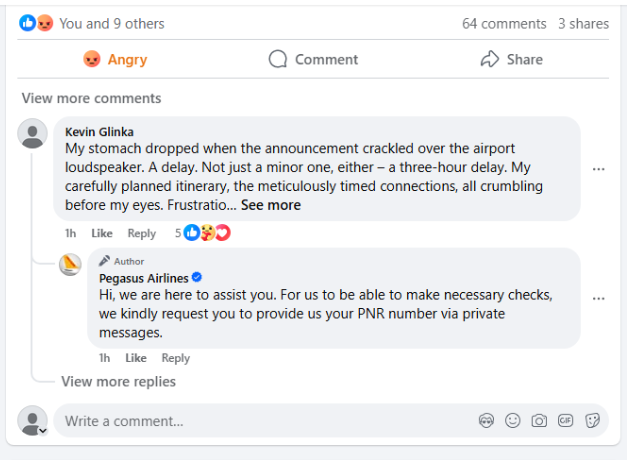 You and 9 others 64 comments 3 shares
Angry Comment Share
View more comments
Kevin Glinka
My stomach dropped when the announcement crackled over the airport
loudspeaker. A delay. Not just a minor one, either – a three-hour delay. My
carefully planned itinerary, the meticulously timed connections, all crumbling
before my eyes. Frustratio... See more
1h Like Reply 5
Author
Pegasus Airlines
Hi, we are here to assist you. For us to be able to make necessary checks,
we kindly request you to provide us your PNR number via private
messages.
1h Like Reply
View more replies
Write a comment...
GIF